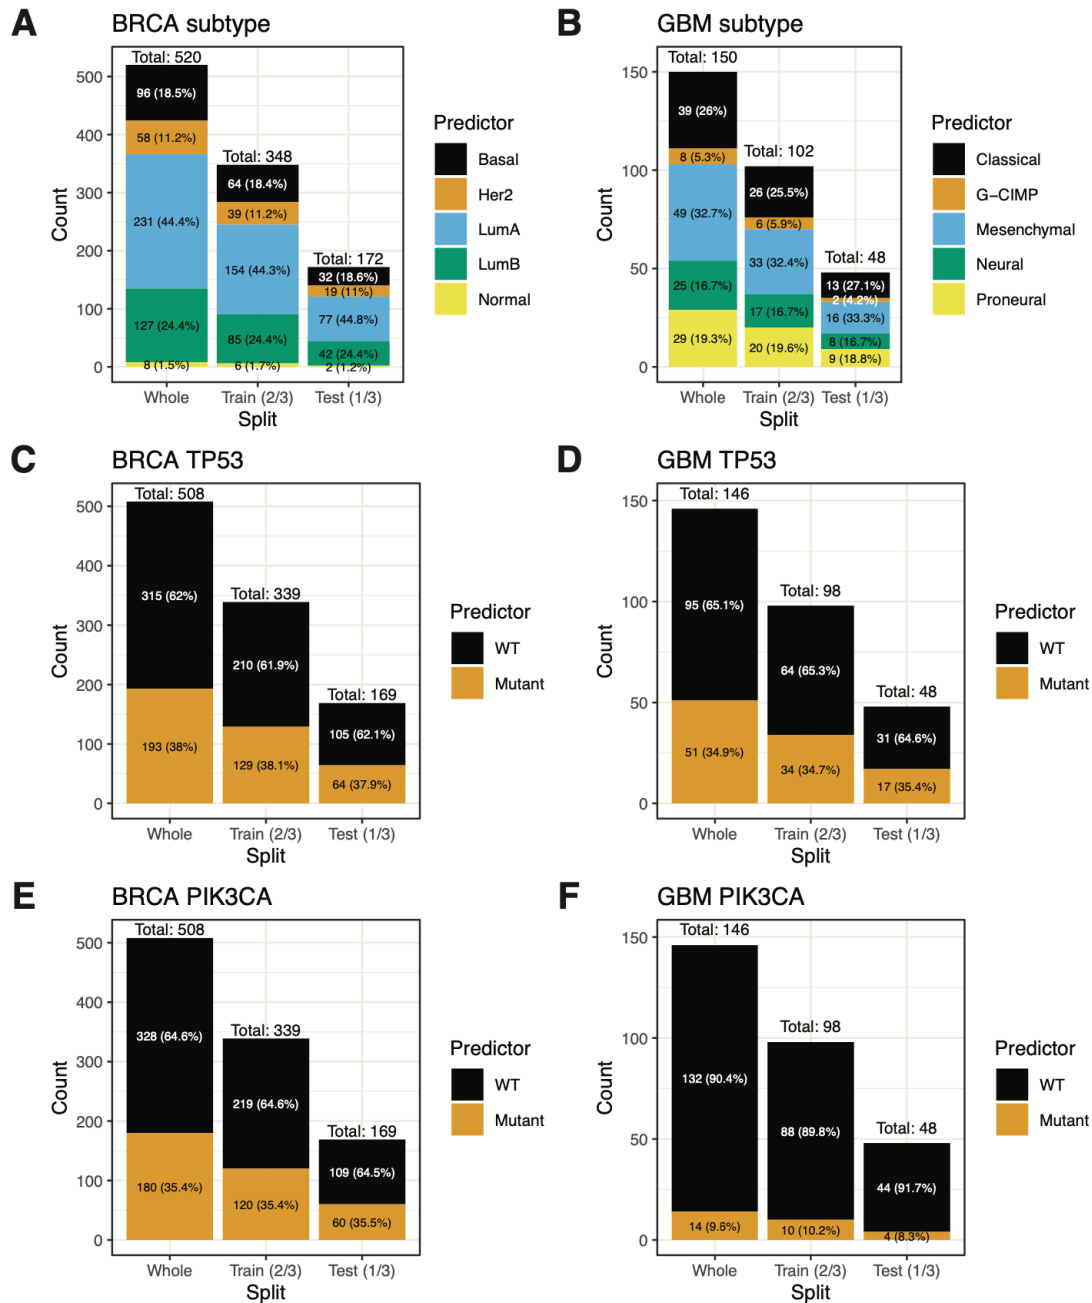 A
BRCA subtype
Total: 520
96 (18.5%)
58 (11.2%)
231 (44.4%)
127 (24.4%)
8 (1.5%)
Total: 348
64 (18.4%)
39 (11.2%)
154 (44.3%)
85 (24.4%)
6 (1.7%)
Total: 172
32 (18.6%)
19 (11%)
77 (44.8%)
42 (24.4%)
2 (1.2%)
500
400
300
200
100
0
Count
Whole
Train (2/3)
Test (1/3)
Split
Predictor
Basal
Her2
LumA
LumB
Normal
B
GBM subtype
Total: 150
39 (26%)
8 (5.3%)
49 (32.7%)
25 (16.7%)
29 (19.3%)
Total: 102
26 (25.5%)
6 (5.9%)
33 (32.4%)
17 (16.7%)
20 (19.6%)
Total: 48
13 (27.1%)
2 (4.2%)
16 (33.3%)
8 (16.7%)
9 (18.8%)
150
100
50
0
Count
Whole
Train (2/3)
Test (1/3)
Split
Predictor
Classical
G−CIMP
Mesenchymal
Neural
Proneural
C
BRCA TP53
Total: 508
315 (62%)
193 (38%)
Total: 339
210 (61.9%)
129 (38.1%)
Total: 169
105 (62.1%)
64 (37.9%)
500
400
300
200
100
0
Count
Whole
Train (2/3)
Test (1/3)
Split
Predictor
WT
Mutant
D
GBM TP53
Total: 146
95 (65.1%)
51 (34.9%)
Total: 98
64 (65.3%)
34 (34.7%)
Total: 48
31 (64.6%)
17 (35.4%)
150
100
50
0
Count
Whole
Train (2/3)
Test (1/3)
Split
Predictor
WT
Mutant
E
BRCA PIK3CA
Total: 508
328 (64.6%)
180 (35.4%)
Total: 339
219 (64.6%)
120 (35.4%)
Total: 169
109 (64.5%)
60 (35.5%)
500
400
300
200
100
0
Count
Whole
Train (2/3)
Test (1/3)
Split
Predictor
WT
Mutant
F
GBM PIK3CA
Total: 146
132 (90.4%)
14 (9.6%)
Total: 98
88 (89.8%)
10 (10.2%)
Total: 48
44 (91.7%)
4 (8.3%)
150
100
50
0
Count
Whole
Train (2/3)
Test (1/3)
Split
Predictor
WT
Mutant